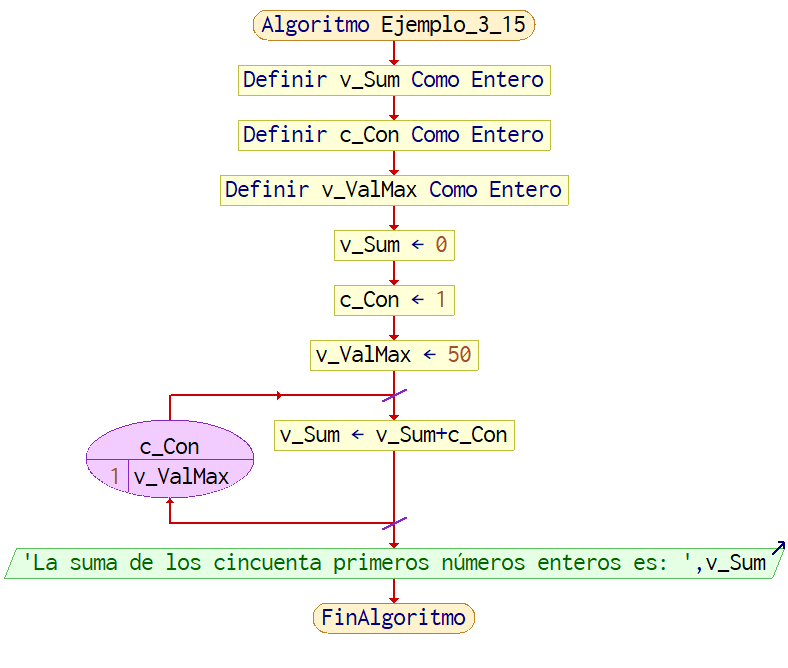 Algoritmo Ejemplo_3_15
Definir v_Sum Como Entero
Definir c_Con Como Entero
Definir v_ValMax Como Entero
v_Sum ← 0
c_Con ← 1
v_ValMax ← 50
v_Sum ← v_Sum+c_Con
c_Con
1 v_ValMax
'La suma de los cincuenta primeros números enteros es: ',v_Sum
FinAlgoritmo